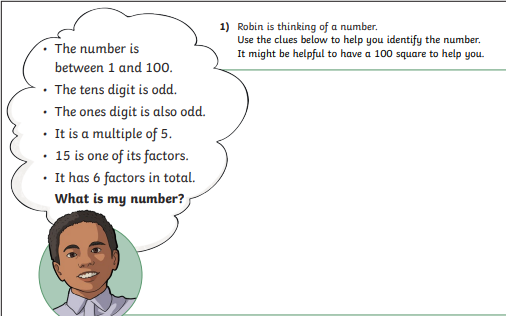 1) Robin is thinking of a number.
Use the clues below to help you identify the number.
It might be helpful to have a 100 square to help you.
• The number is
between 1 and 100.
• The tens digit is odd.
• The ones digit is also odd.
• It is a multiple of 5.
• 15 is one of its factors.
• It has 6 factors in total.
What is my number?